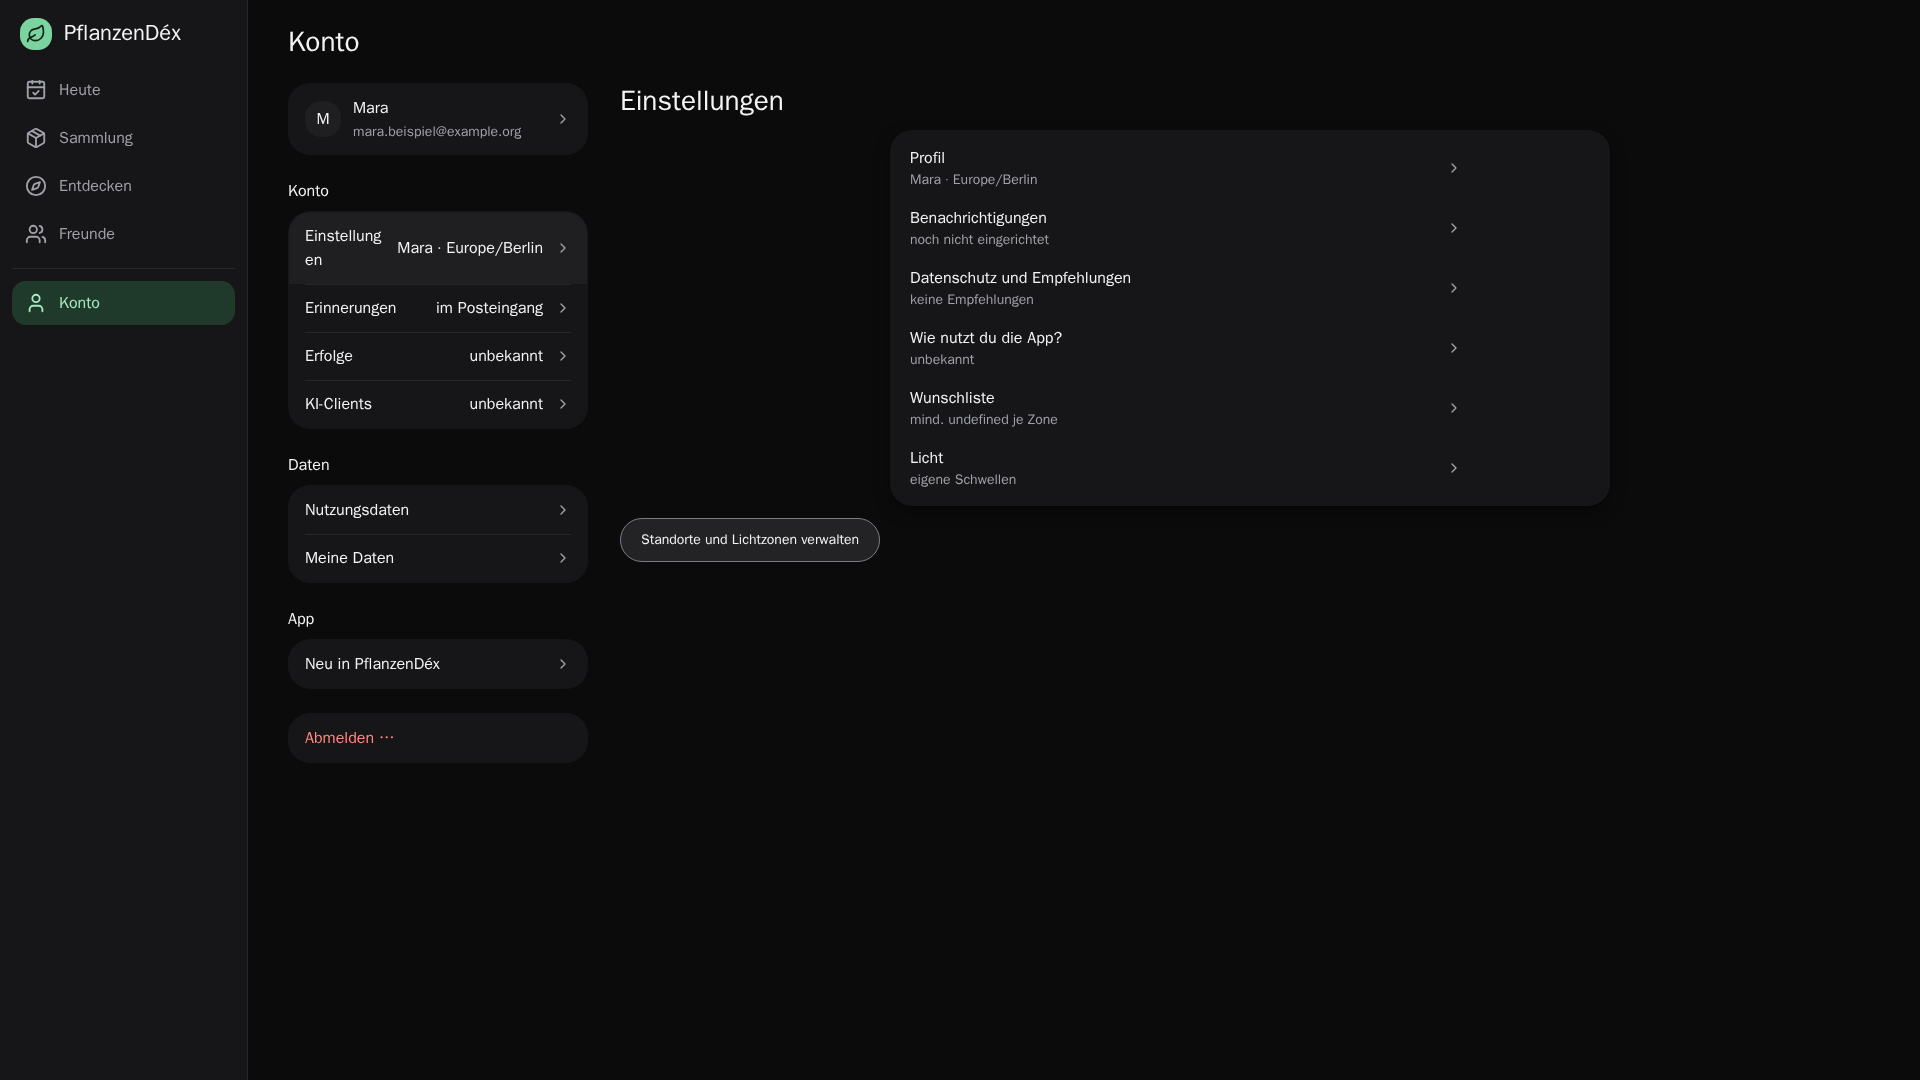 PflanzenDéx
Heute
Sammlung
Entdecken
Freunde
Konto
Konto
M
Mara
mara.beispiel@example.org
Konto
Einstellung
en
Mara · Europe/Berlin
Erinnerungen
im Posteingang
Erfolge
unbekannt
KI-Clients
unbekannt
Daten
Nutzungsdaten
Meine Daten
App
Neu in PflanzenDéx
Abmelden …
Einstellungen
Profil
Mara · Europe/Berlin
Benachrichtigungen
noch nicht eingerichtet
Datenschutz und Empfehlungen
keine Empfehlungen
Wie nutzt du die App?
unbekannt
Wunschliste
mind. undefined je Zone
Licht
eigene Schwellen
Standorte und Lichtzonen verwalten